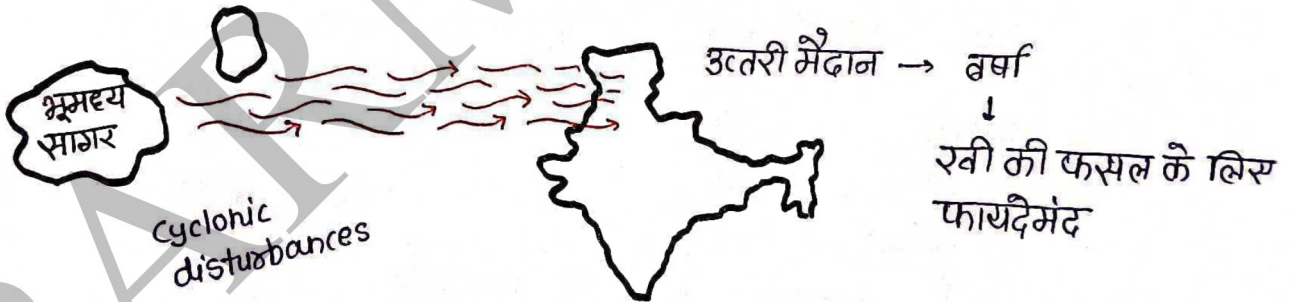 भूमध्य
सागर
cyclonic
disturbances
उत्तरी मैदान → वर्षा
↓
रबी की फसल के लिए
फायदेमंद